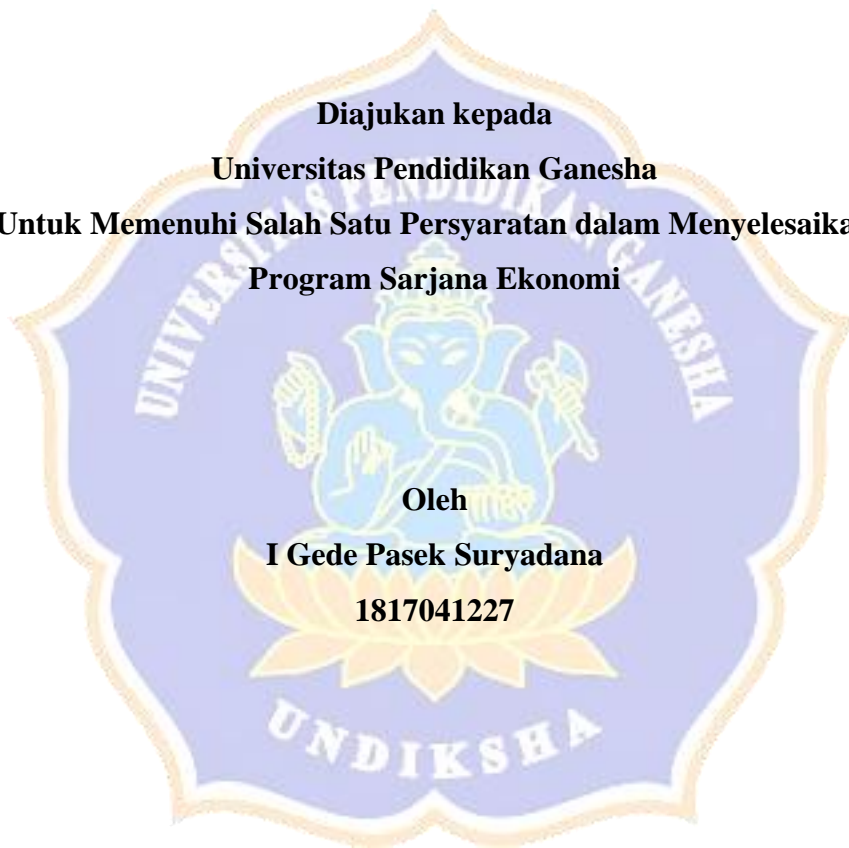 Diajukan kepada
Universitas Pendidikan Ganesha
Untuk Memenuhi Salah Satu Persyaratan dalam Menyelesaika
Program Sarjana Ekonomi
UNIVERSITAS PENDIDIKAN GANESHA
Oleh
I Gede Pasek Suryadana
1817041227
UNDIKSHA